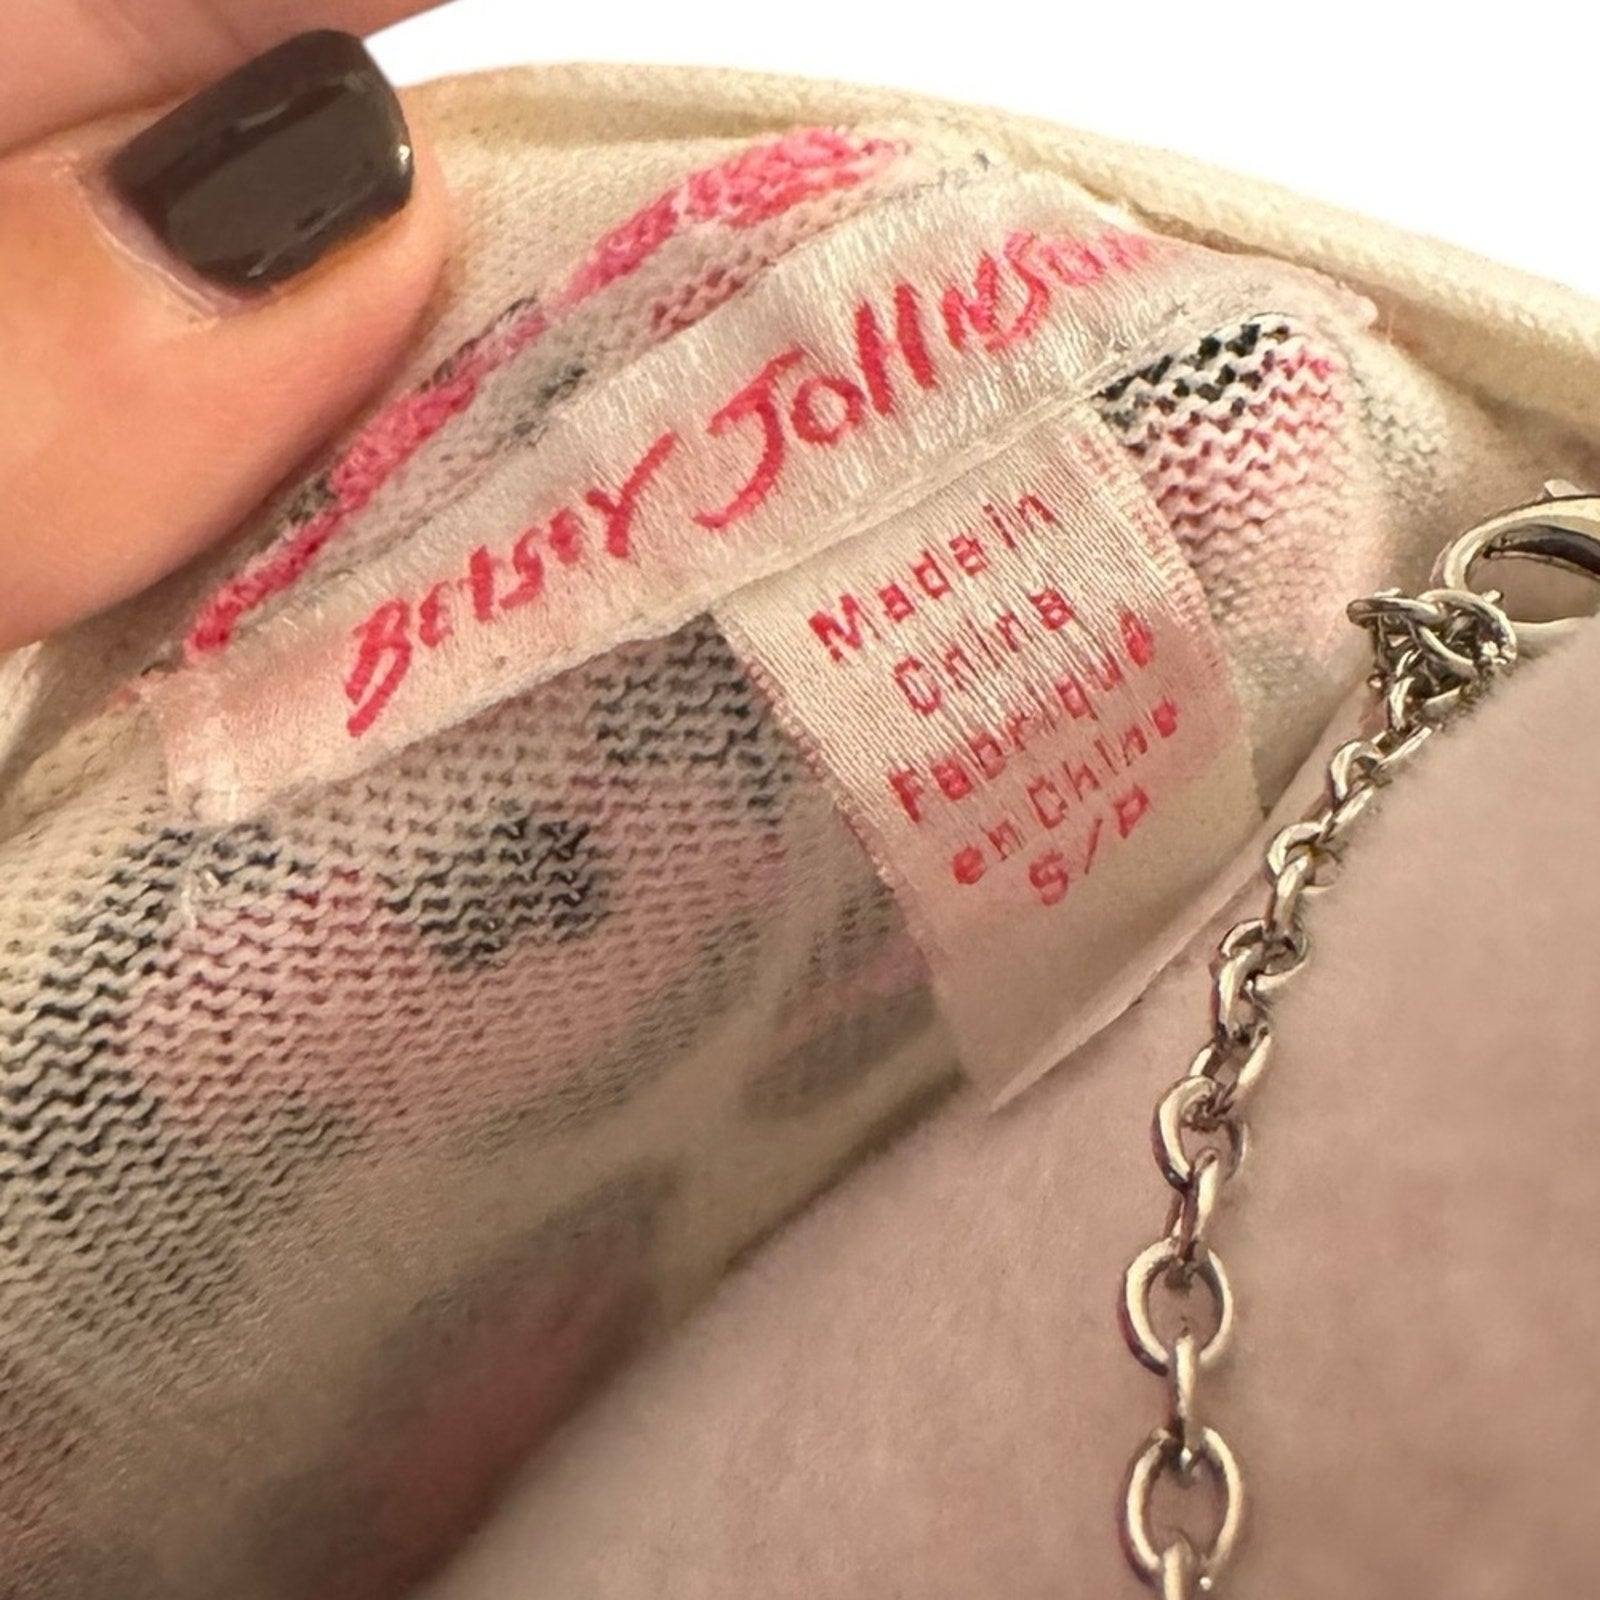 BETSEY JOHNSON
Made in
China
Fabriqué
en Chine
S/P